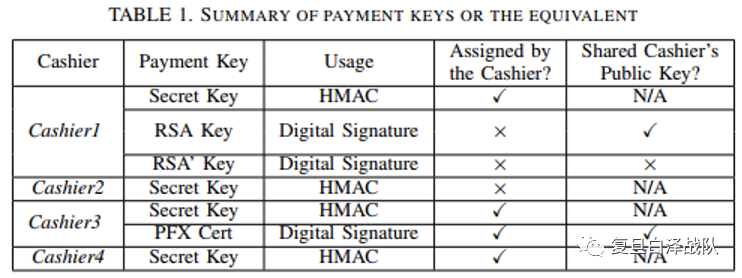 TABLE 1. SUMMARY OF PAYMENT KEYS OR THE EQUIVALENT
Cashier Payment Key Usage Assigned by the Cashier? Shared Cashier's Public Key?
Cashier1 Secret Key HMAC ✓ N/A
RSA Key Digital Signature × ✓
RSA' Key Digital Signature × ×
Cashier2 Secret Key HMAC × N/A
Cashier3 Secret Key HMAC ✓ N/A
PFX Cert Digital Signature ✓ ✓
Cashier4 Secret Key HMAC ✓ N/A
复旦白泽战队